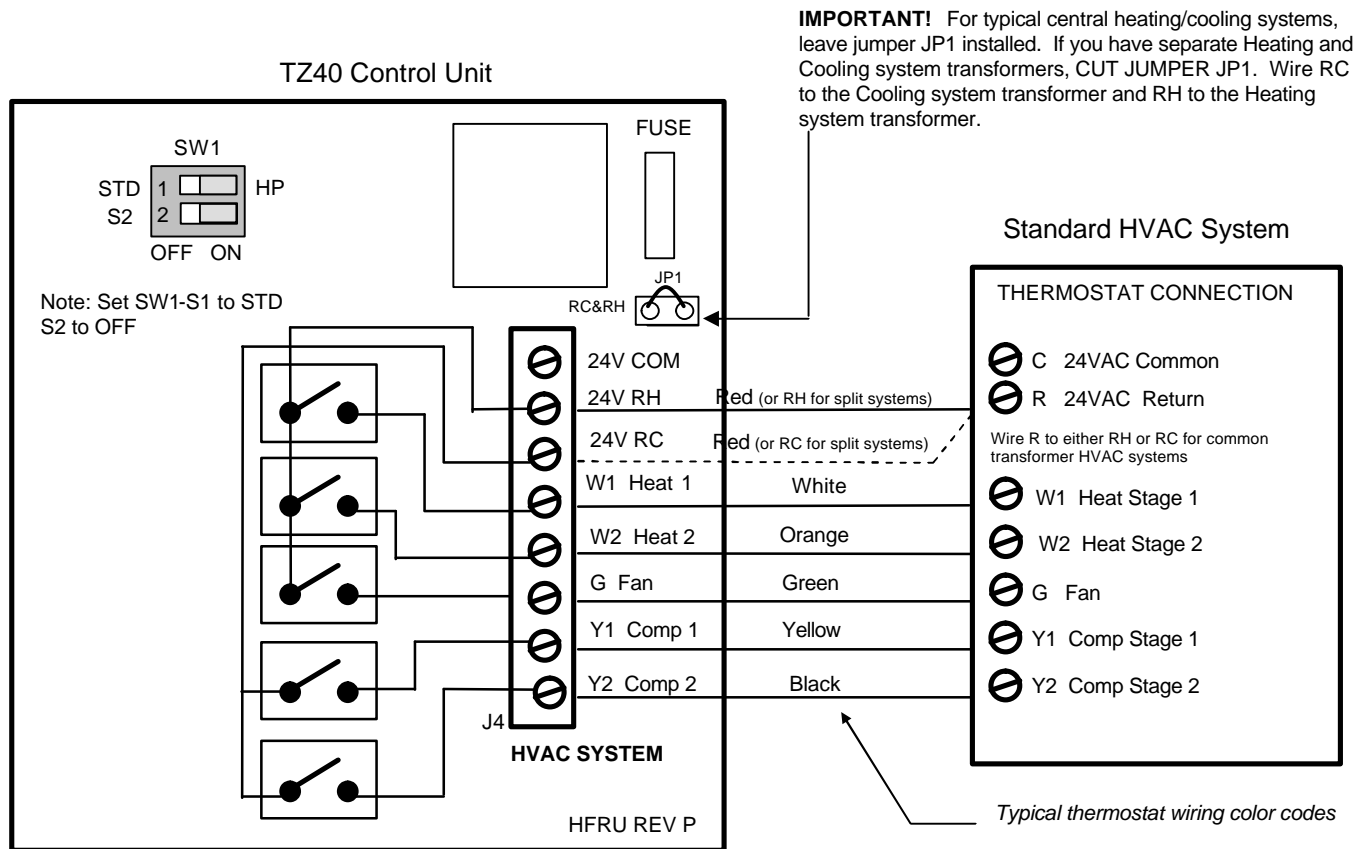 IMPORTANT! For typical central heating/cooling systems,
leave jumper JP1 installed. If you have separate Heating and
Cooling system transformers, CUT JUMPER JP1. Wire RC
to the Cooling system transformer and RH to the Heating
system transformer.
TZ40 Control Unit
SW1
STD 1 HP
S2 2
OFF ON
Note: Set SW1-S1 to STD
S2 to OFF
FUSE
JP1
RC&RH
24V COM
24V RH
24V RC
W1 Heat 1
W2 Heat 2
G Fan
Y1 Comp 1
Y2 Comp 2
J4
HVAC SYSTEM
HFRU REV P
Red (or RH for split systems)
Red (or RC for split systems)
White
Orange
Green
Yellow
Black
Standard HVAC System
THERMOSTAT CONNECTION
C 24VAC Common
R 24VAC Return
Wire R to either RH or RC for common
transformer HVAC systems
W1 Heat Stage 1
W2 Heat Stage 2
G Fan
Y1 Comp Stage 1
Y2 Comp Stage 2
Typical thermostat wiring color codes